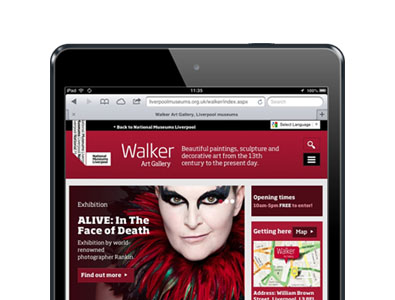 iPad
11:35
100%
liverpoolmuseums.org.uk/walker/index.aspx
Search
Walker Art Gallery, Liverpool museums
Back to National Museums Liverpool
Select Language
National Museums Liverpool
Walker
Art Gallery
Beautiful paintings, sculpture and
decorative art from the 13th
century to the present day.
Exhibition
ALIVE: In The
Face of Death
Exhibition by world-
renowned
photographer Rankin.
Find out more
Opening times
10am-5pm FREE to enter!
Getting here
Map
Walker
Address: William Brown
Street, Liverpool, L3 8EL